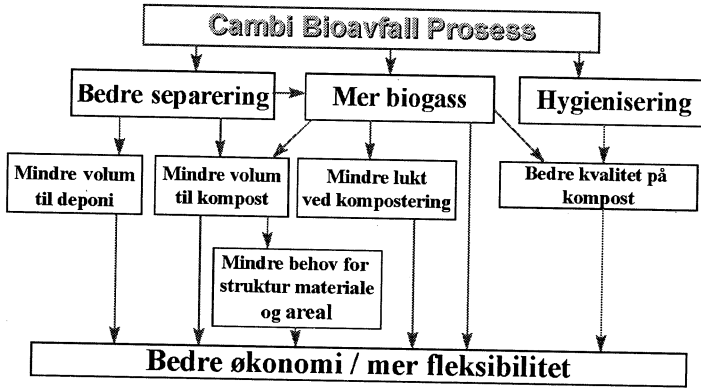 Cambi Bioavfall Prosess
Bedre separering
Mer biogass
Hygienisering
Mindre volum
til deponi
Mindre volum
til kompost
Mindre lukt
ved kompostering
Bedre kvalitet på
kompost
Mindre behov for
struktur materiale
og areal
Bedre økonomi / mer fleksibilitet